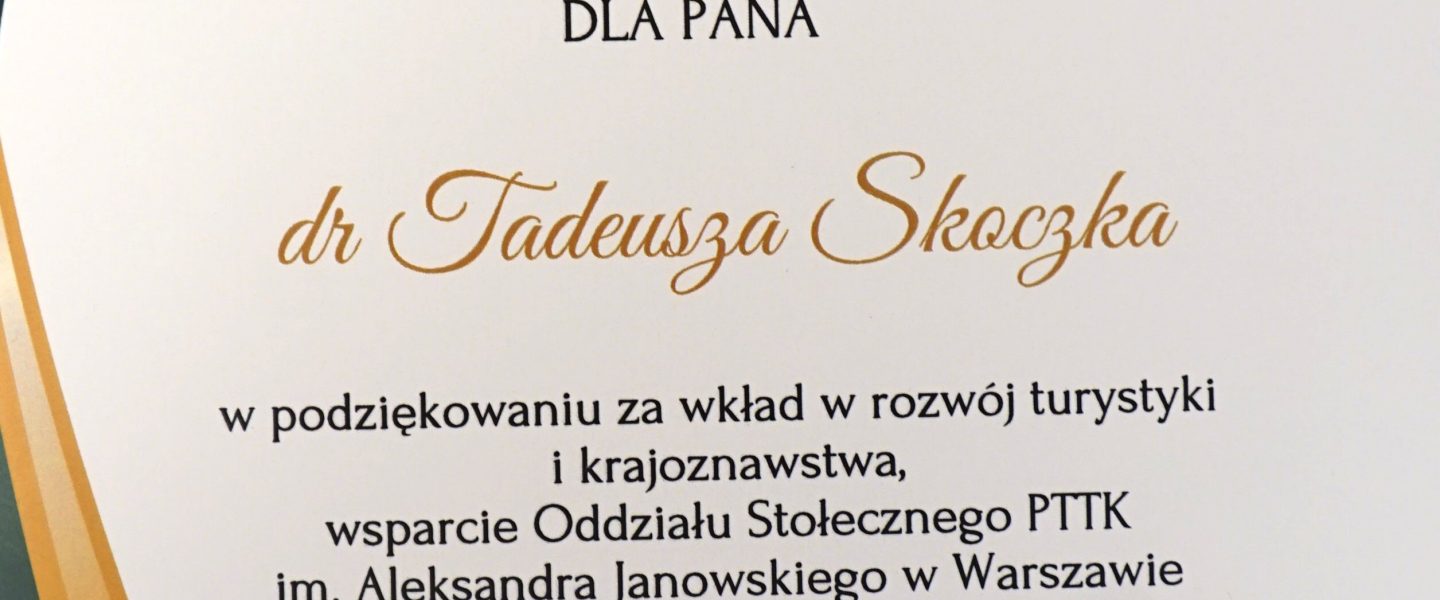 DLA PANA
dr Tadeusza Skoczka
w podziękowaniu za wkład w rozwój turystyki
i krajoznawstwa,
wsparcie Oddziału Stołecznego PTTK
im. Aleksandra Janowskiego w Warszawie